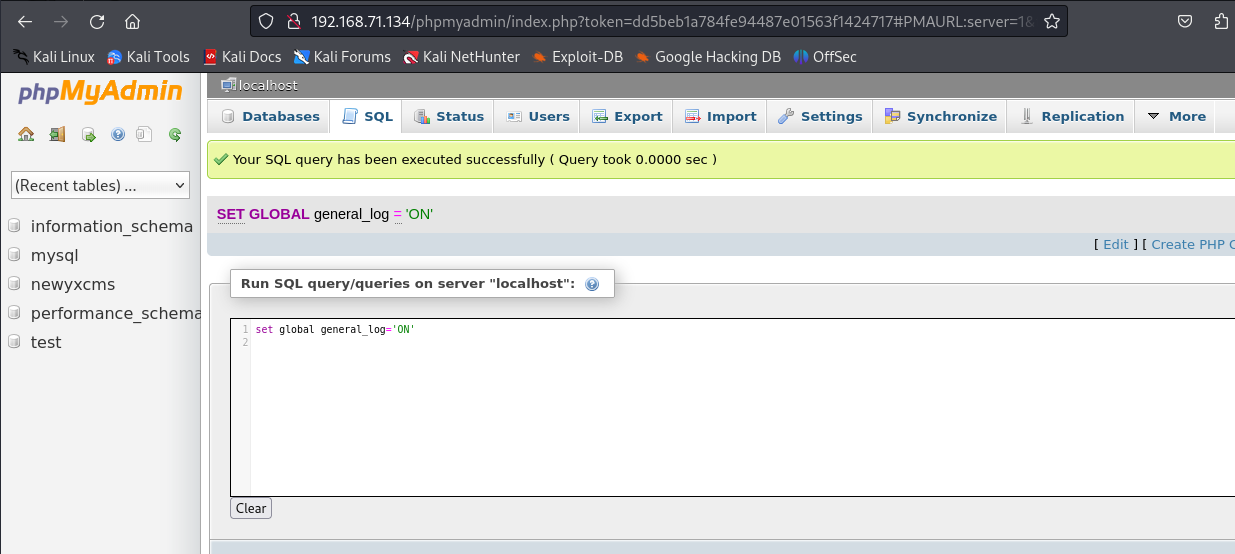 192.168.71.134/phpmyadmin/index.php?token=dd5beb1a784fe94487e01563f1424717#PMAURL:server=1&
Kali Linux Kali Tools Kali Docs Kali Forums Kali NetHunter Exploit-DB Google Hacking DB OffSec
phpMyAdmin
localhost
Databases SQL Status Users Export Import Settings Synchronize Replication More
Your SQL query has been executed successfully ( Query took 0.0000 sec )
(Recent tables) ...
SET GLOBAL general_log = 'ON'
information_schema
[ Edit ] [ Create PHP C
mysql
newyxcms
Run SQL query/queries on server "localhost":
performance_schema
1 set global general_log='ON'
2
test
Clear